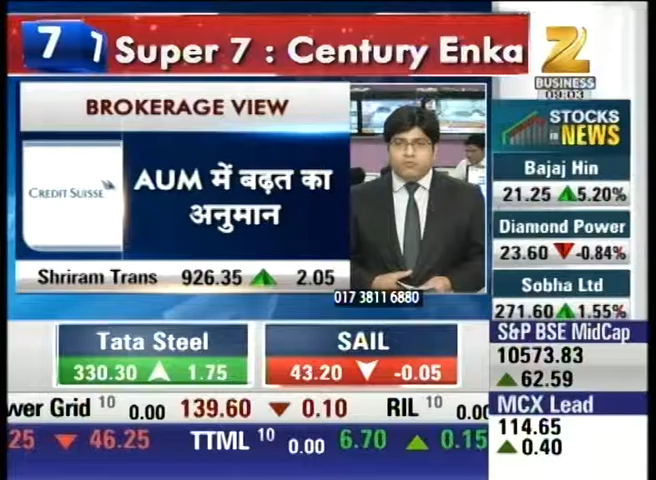 7
Super 7 : Century Enka
Z
BUSINESS
09:03
BROKERAGE VIEW
CREDIT SUISSE
AUM में बढ़त का
अनुमान
Shriram Trans 926.35 2.05
017 3811 6880
STOCKS
in NEWS
Bajaj Hin
21.25 5.20%
Diamond Power
23.60 -0.84%
Sobha Ltd
271.60 1.55%
S&P BSE MidCap
10573.83
62.59
MCX Lead
114.65
0.40
Tata Steel
330.30 1.75
SAIL
43.20 -0.05
wer Grid 10 0.00 139.60 0.10 RIL 10 0.00
25 46.25 TTML 10 0.00 6.70 0.15